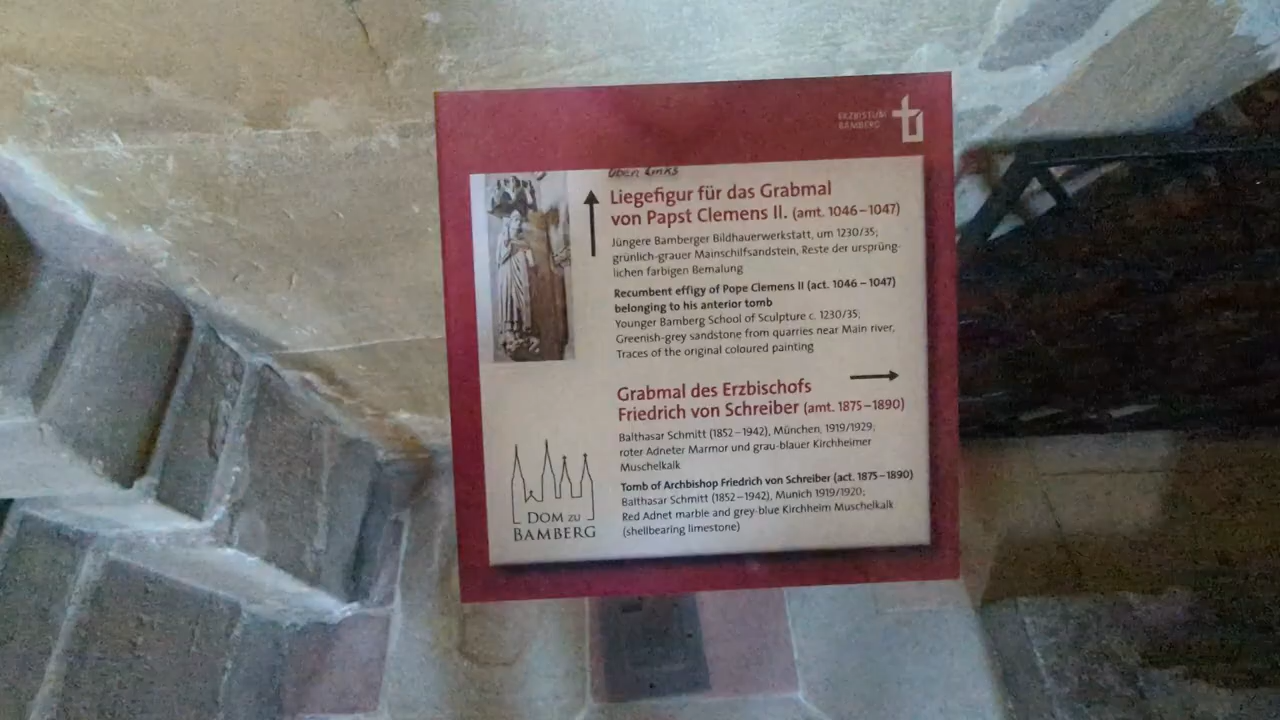 ERZBISTUM
BAMBERG
oben links
Liegefigur für das Grabmal
von Papst Clemens II. (amt. 1046–1047)
Jüngere Bamberger Bildhauerwerkstatt, um 1230/35;
grünlich-grauer Mainschilfsandstein, Reste der ursprüng-
lichen farbigen Bemalung
Recumbent effigy of Pope Clemens II (act. 1046–1047)
belonging to his anterior tomb
Younger Bamberg School of Sculpture c. 1230/35;
Greenish-grey sandstone from quarries near Main river,
Traces of the original coloured painting
Grabmal des Erzbischofs
Friedrich von Schreiber (amt. 1875–1890)
Balthasar Schmitt (1852–1942), München, 1919/1929;
roter Adneter Marmor und grau-blauer Kirchheimer
Muschelkalk
Tomb of Archbishop Friedrich von Schreiber (act. 1875–1890)
Balthasar Schmitt (1852–1942), Munich 1919/1920;
Red Adnet marble and grey-blue Kirchheim Muschelkalk
(shellbearing limestone)
DOM ZU
BAMBERG